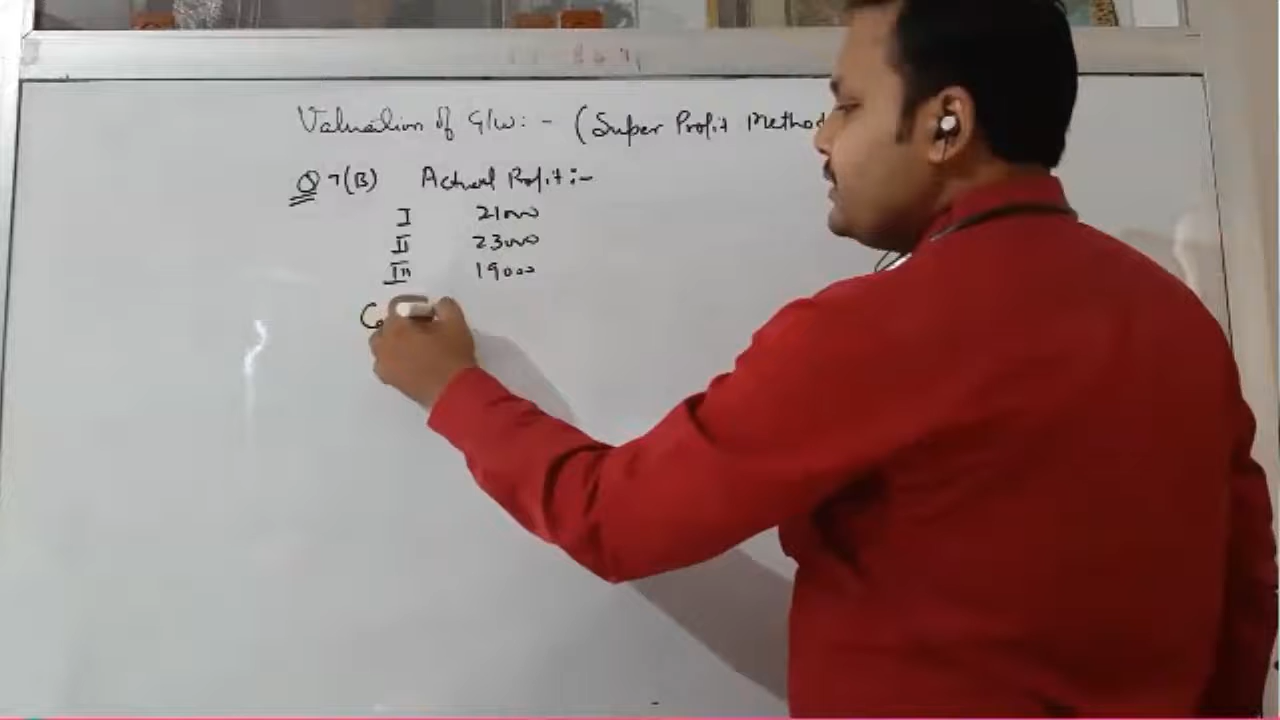 Valuation of G/W:- (Super Profit Method
Q 7(B) Actual Profit:-
I 21000
II 23000
III 19000